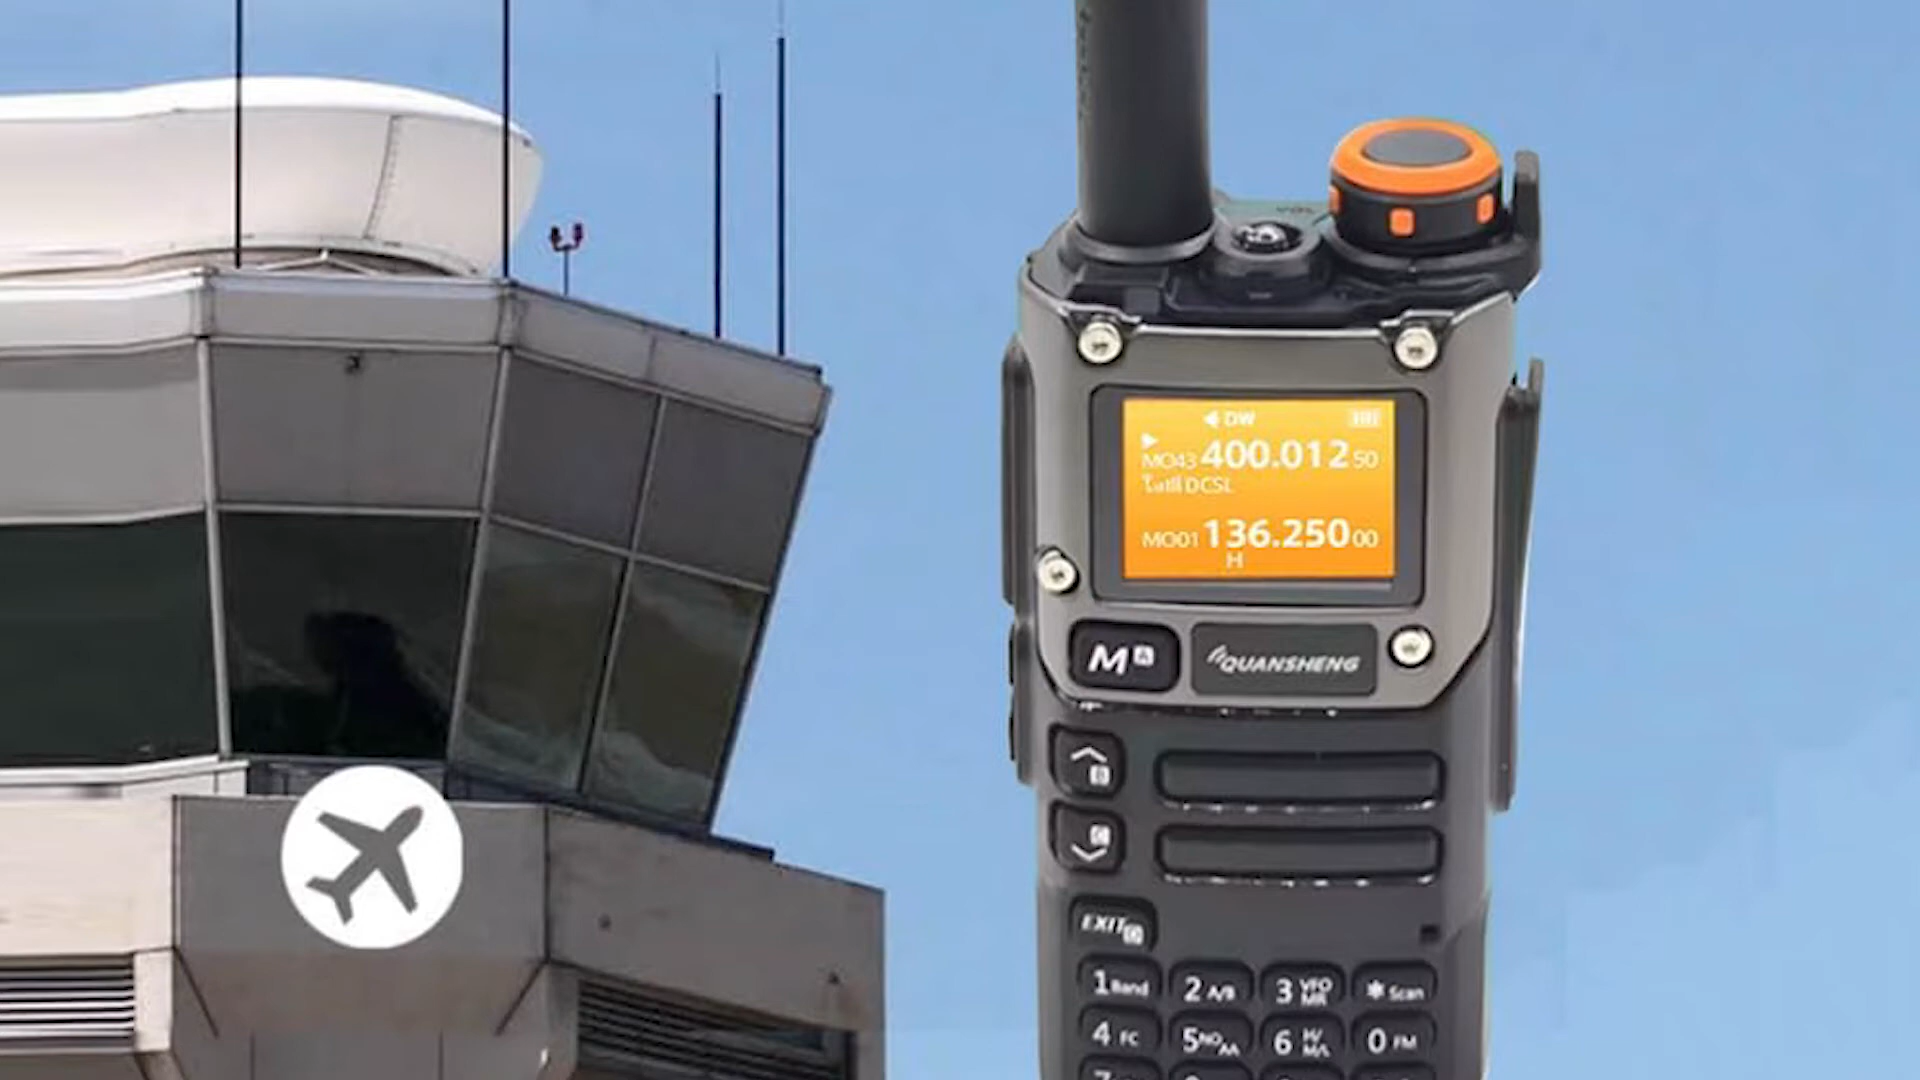 DW
M043 400.012 50
DCSL
M001 136.250 00
H
M A
QUANSHENG
B
C
EXIT D
1 Band 2 A/B 3 VFO MR * Scan
4 FC 5 NOAA 6 H/M/L 0 FM